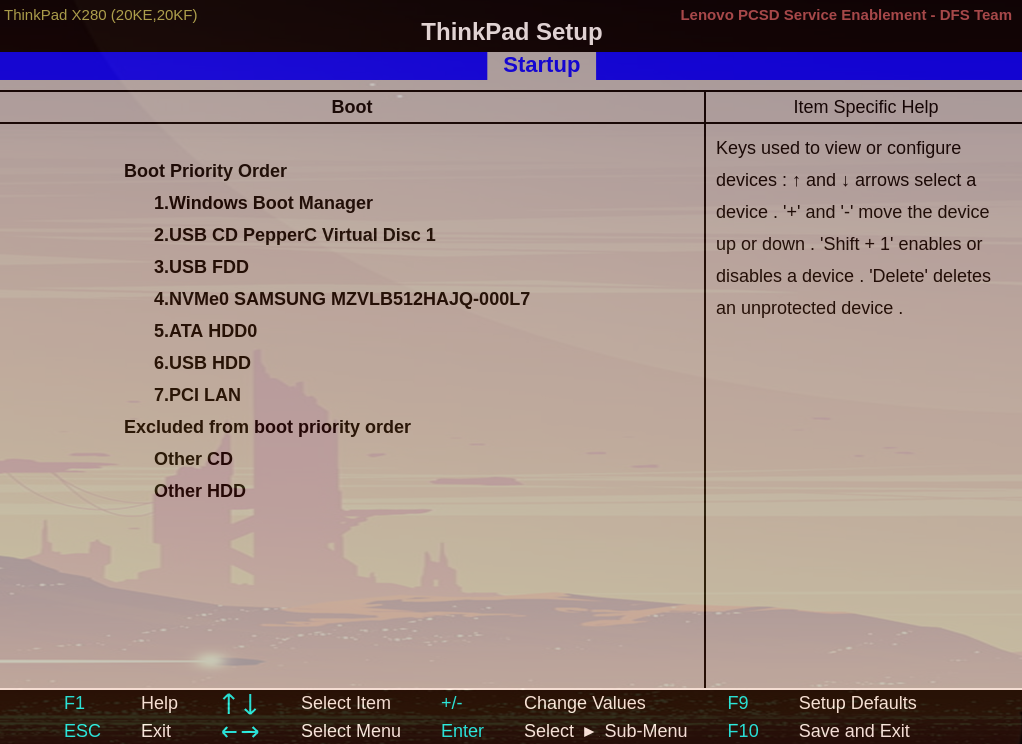 ThinkPad X280 (20KE,20KF)
Lenovo PCSD Service Enablement - DFS Team
ThinkPad Setup
Startup
Boot
Item Specific Help
Boot Priority Order
1.Windows Boot Manager
2.USB CD PepperC Virtual Disc 1
3.USB FDD
4.NVMe0 SAMSUNG MZVLB512HAJQ-000L7
5.ATA HDD0
6.USB HDD
7.PCI LAN
Excluded from boot priority order
Other CD
Other HDD
Keys used to view or configure
devices : ↑ and ↓ arrows select a
device . '+' and '-' move the device
up or down . 'Shift + 1' enables or
disables a device . 'Delete' deletes
an unprotected device .
F1 Help ↑↓ Select Item +/- Change Values F9 Setup Defaults
ESC Exit ←→ Select Menu Enter Select ► Sub-Menu F10 Save and Exit